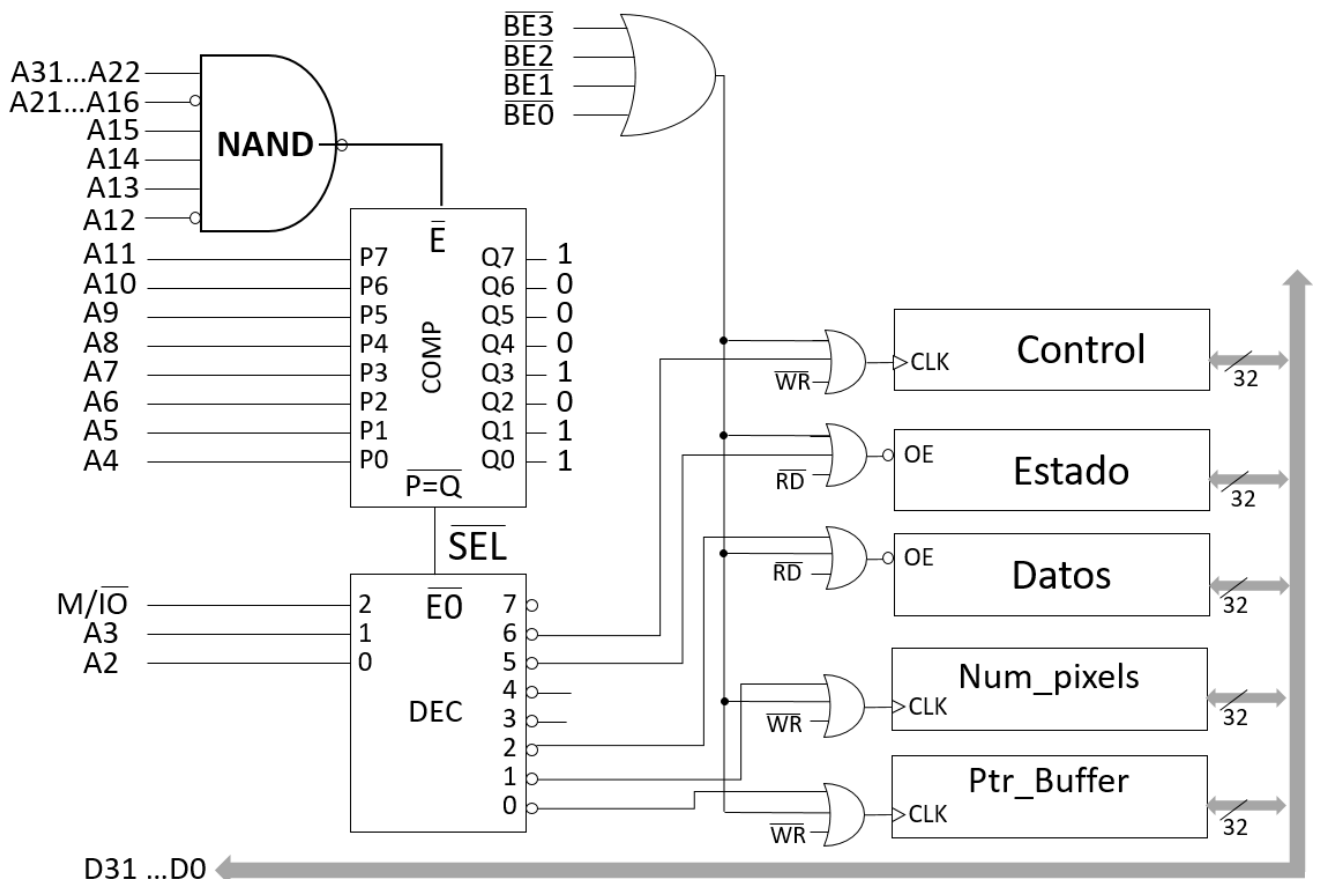 BE3
BE2
BE1
BE0
A31...A22
A21...A16
A15
A14
A13
A12
NAND
A11
A10
A9
A8
A7
A6
A5
A4
E
COMP
P7
P6
P5
P4
P3
P2
P1
P0
Q7 1
Q6 0
Q5 0
Q4 0
Q3 1
Q2 0
Q1 1
Q0 1
P=Q
SEL
M/IO
A3
A2
2
1
0
E0
DEC
7
6
5
4
3
2
1
0
WR
CLK
Control
32
RD
OE
Estado
32
RD
OE
Datos
32
WR
CLK
Num_pixels
32
WR
CLK
Ptr_Buffer
32
D31 ...D0